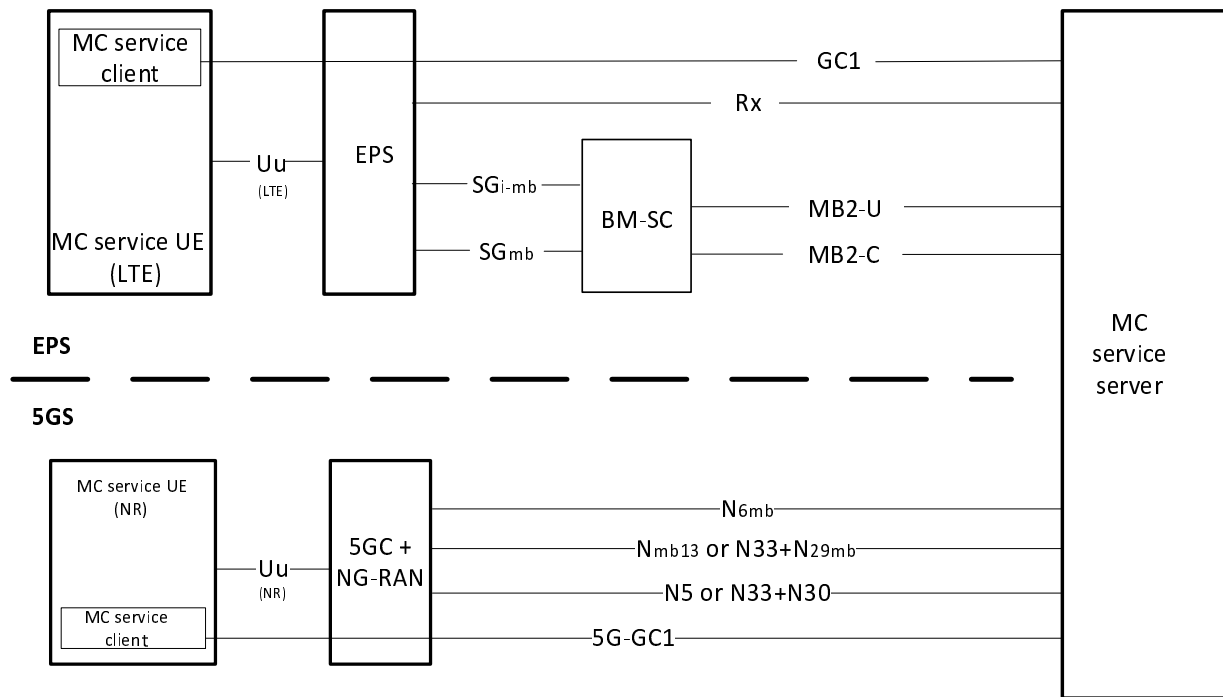 MC service
client
GC1
Rx
EPS
Uu
(LTE)
SGi-mb
BM-SC
MB2-U
MC service UE
(LTE)
SGmb
MB2-C
MC
service
server
EPS
5GS
MC service UE
(NR)
N6mb
5GC +
NG-RAN
Nmb13 or N33+N29mb
Uu
(NR)
N5 or N33+N30
MC service
client
5G-GC1